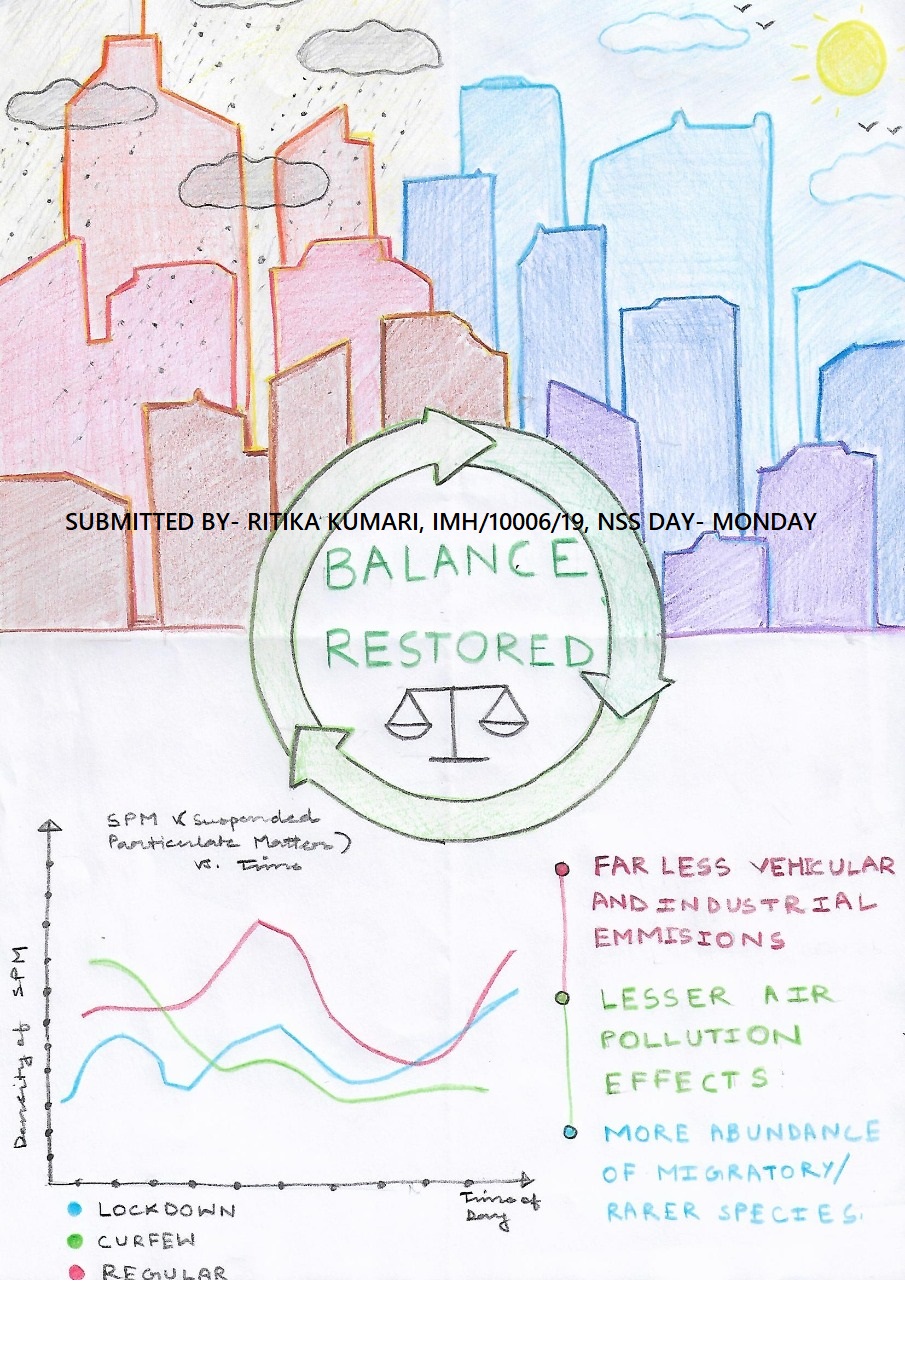 SUBMITTED BY- RITIKA KUMARI, IMH/10006/19, NSS DAY- MONDAY
BALANCE
RESTORED
SPM (Suspended
Particulate Matters)
vs. Time
Density of SPM
Time of
Day
LOCKDOWN
CURFEW
REGULAR
FAR LESS VEHICULAR
AND INDUSTRIAL
EMMISIONS
LESSER AIR
POLLUTION
EFFECTS
MORE ABUNDANCE
OF MIGRATORY/
RARER SPECIES.